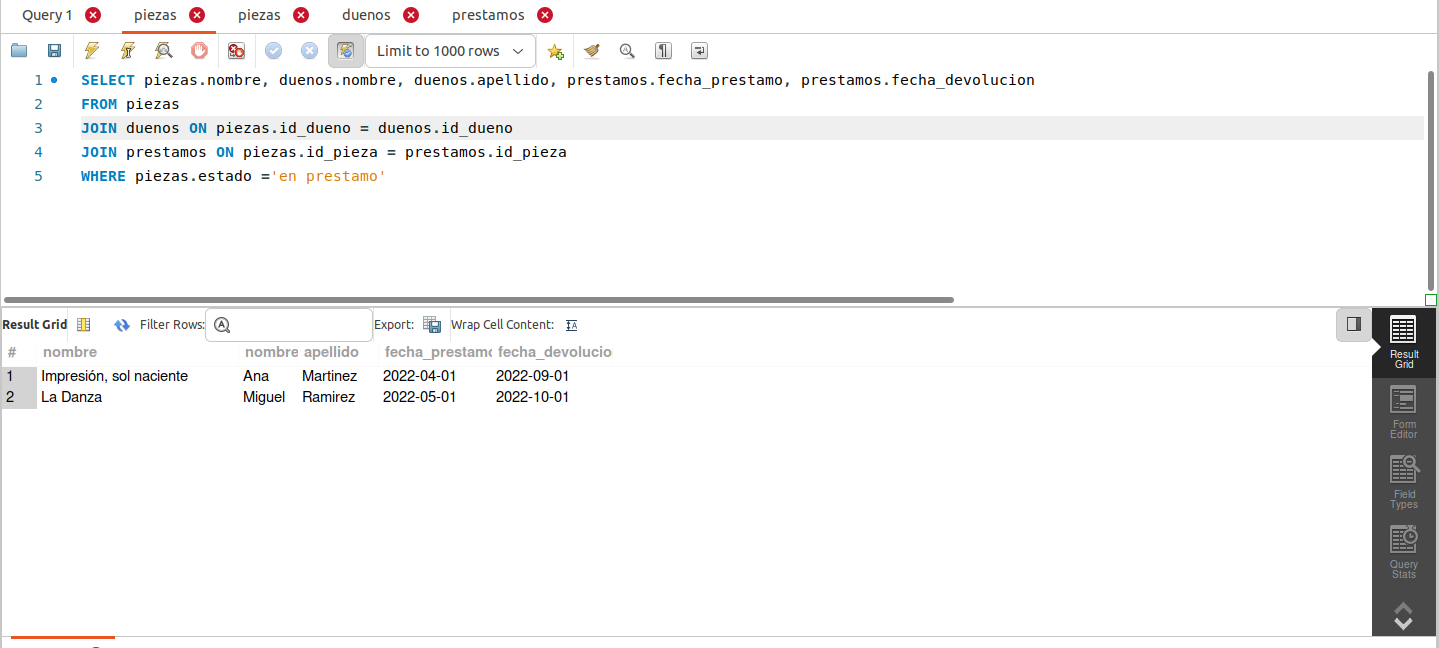 Query 1 piezas piezas duenos prestamos
Limit to 1000 rows
1 SELECT piezas.nombre, duenos.nombre, duenos.apellido, prestamos.fecha_prestamo, prestamos.fecha_devolucion
2 FROM piezas
3 JOIN duenos ON piezas.id_dueno = duenos.id_dueno
4 JOIN prestamos ON piezas.id_pieza = prestamos.id_pieza
5 WHERE piezas.estado ='en prestamo'
Result Grid Filter Rows: Export: Wrap Cell Content:
# nombre nombre apellido fecha_prestamo fecha_devolucio
1 Impresión, sol naciente Ana Martinez 2022-04-01 2022-09-01
2 La Danza Miguel Ramirez 2022-05-01 2022-10-01
Result
Grid
Form
Editor
Field
Types
Query
Stats